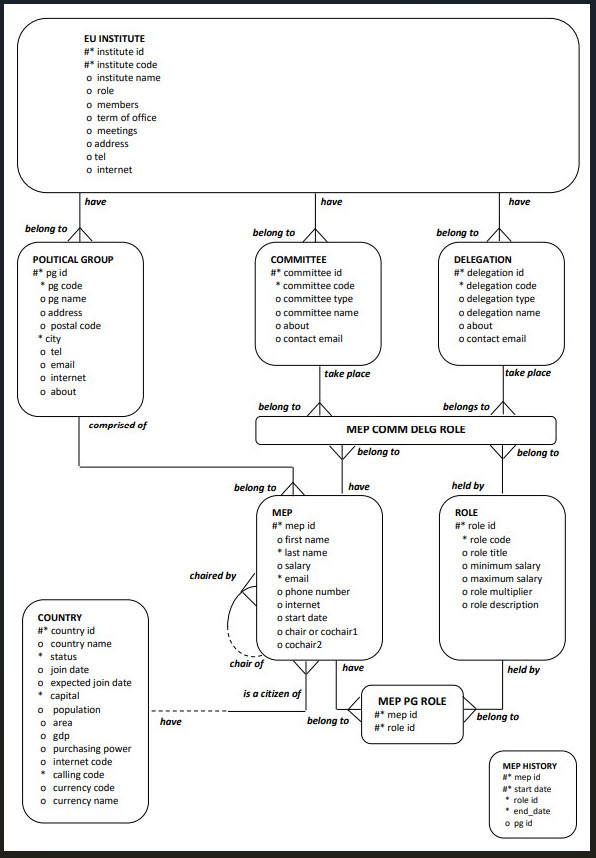 EU INSTITUTE
#* institute id
#* institute code
o institute name
o role
o members
o term of office
o meetings
o address
o tel
o internet
have
have
have
belong to
belong to
belong to
POLITICAL GROUP
#* pg id
* pg code
o pg name
o address
o postal code
* city
o tel
o email
o internet
o about
COMMITTEE
#* committee id
* committee code
o committee type
o committee name
o about
o contact email
DELEGATION
#* delegation id
* delegation code
o delegation type
o delegation name
o about
o contact email
take place
take place
belong to
belongs to
comprised of
MEP COMM DELG ROLE
belong to
belong to
belong to
have
held by
MEP
#* mep id
o first name
* last name
o salary
* email
o phone number
o internet
o start date
o chair or cochair1
o cochair2
ROLE
#* role id
* role code
o role title
o minimum salary
o maximum salary
o role multiplier
o role description
chaired by
chair of
have
held by
is a citizen of
COUNTRY
#* country id
o country name
* status
o join date
o expected join date
* capital
o population
o area
o gdp
o purchasing power
o internet code
* calling code
o currency code
o currency name
have
belong to
MEP PG ROLE
#* mep id
#* role id
belong to
MEP HISTORY
#* mep id
#* start date
* role id
* end_date
o pg id